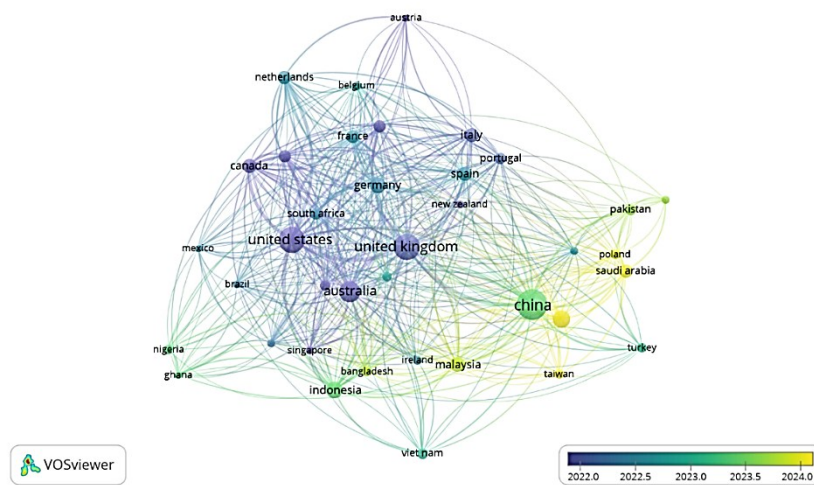 austria
netherlands
belgium
france
italy
canada
portugal
spain
germany
new zealand
south africa
pakistan
united states
united kingdom
mexico
poland
saudi arabia
brazil
australia
china
nigeria
singapore
turkey
ireland
malaysia
ghana
bangladesh
taiwan
indonesia
viet nam
VOSviewer
2022.0 2022.5 2023.0 2023.5 2024.0